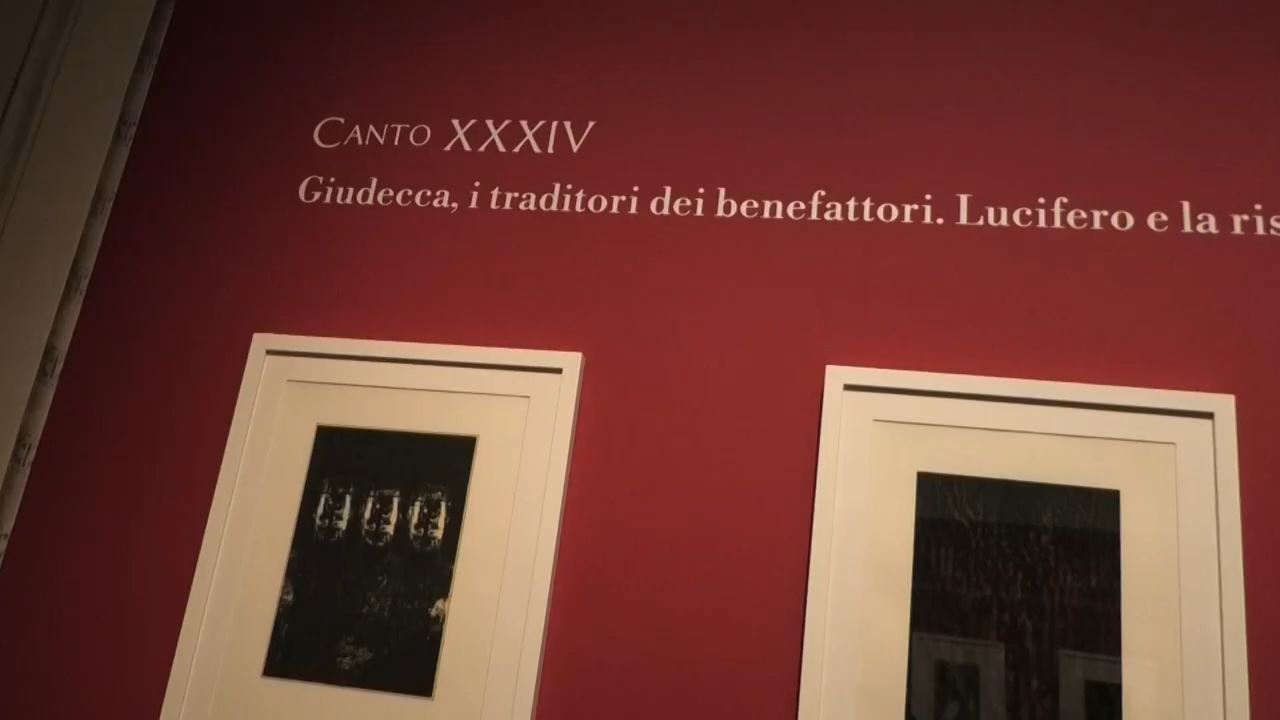 Canto XXXIV
Giudecca, i traditori dei benefattori. Lucifero e la